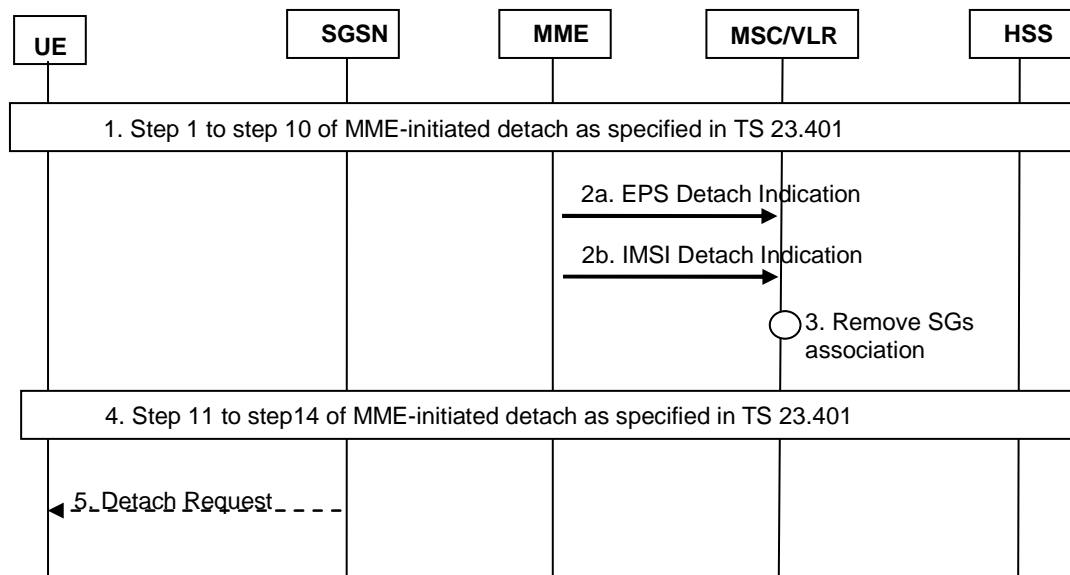 UE
SGSN
MME
MSC/VLR
HSS
1. Step 1 to step 10 of MME-initiated detach as specified in TS 23.401
2a. EPS Detach Indication
2b. IMSI Detach Indication
3. Remove SGs
association
4. Step 11 to step14 of MME-initiated detach as specified in TS 23.401
5. Detach Request